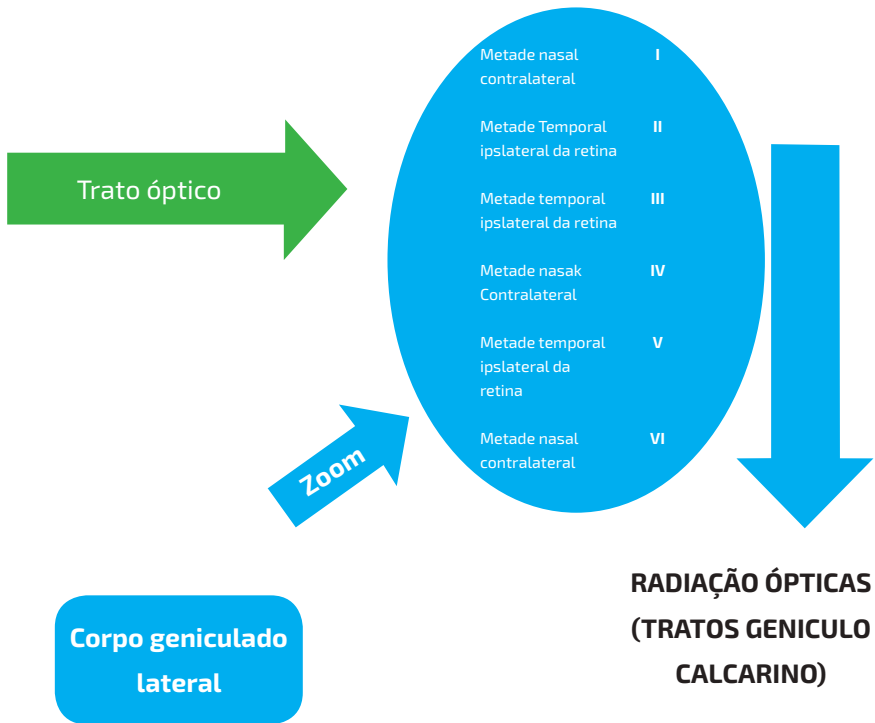 Trato óptico
Metade nasal I
contralateral
Metade Temporal II
ipslateral da retina
Metade temporal III
ipslateral da retina
Metade nasak IV
Contralateral
Metade temporal V
ipslateral da
retina
Metade nasal VI
contralateral
Zoom
Corpo geniculado
lateral
RADIAÇÃO ÓPTICAS
(TRATOS GENICULO
CALCARINO)